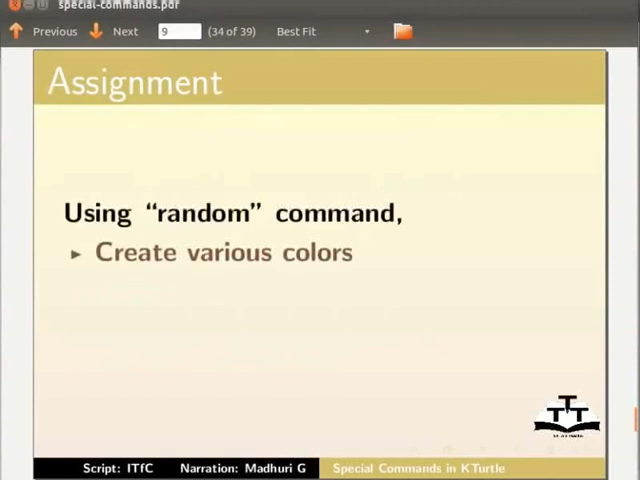 special-commands.pdf
Previous Next 9 (34 of 39) Best Fit
Assignment
Using “random” command,
Create various colors
TTT
Script: ITfC Narration: Madhuri G Special Commands in KTurtle